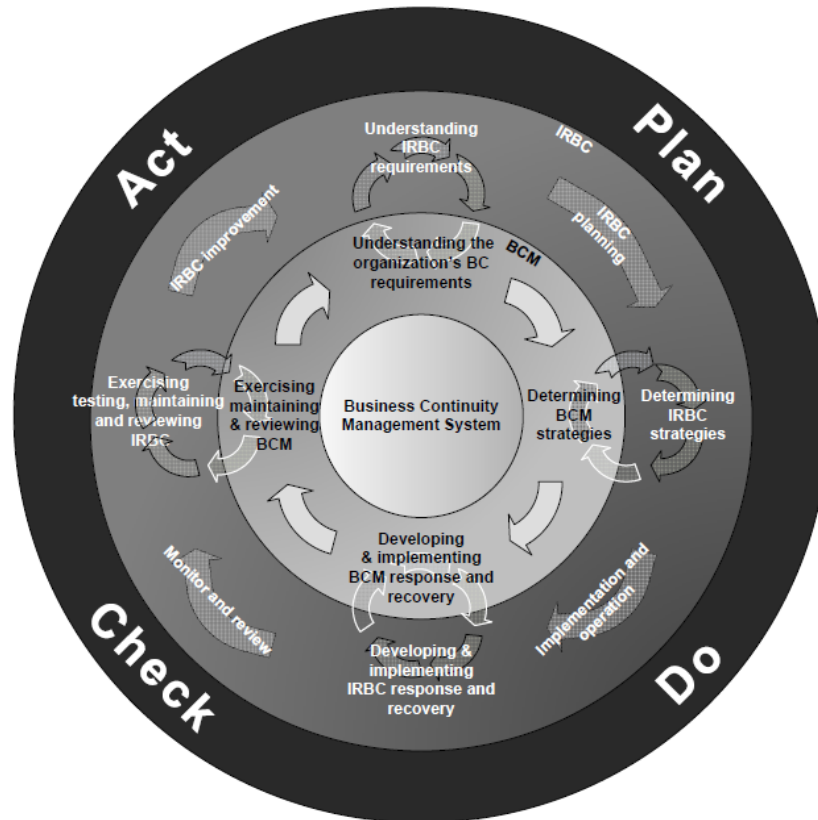 Act
Plan
Understanding
IRBC
requirements
IRBC
IRBC
planning
IRBC improvement
Understanding the
organization's BC
requirements
BCM
Exercising
testing, maintaining
and reviewing
IRBC
Exercising
maintaining
& reviewing
BCM
Business Continuity
Management System
Determining
BCM
strategies
Determining
IRBC
strategies
Developing
& implementing
BCM response and
recovery
Monitor and review
Implementation and
operation
Developing &
implementing
IRBC response and
recovery
Check
Do